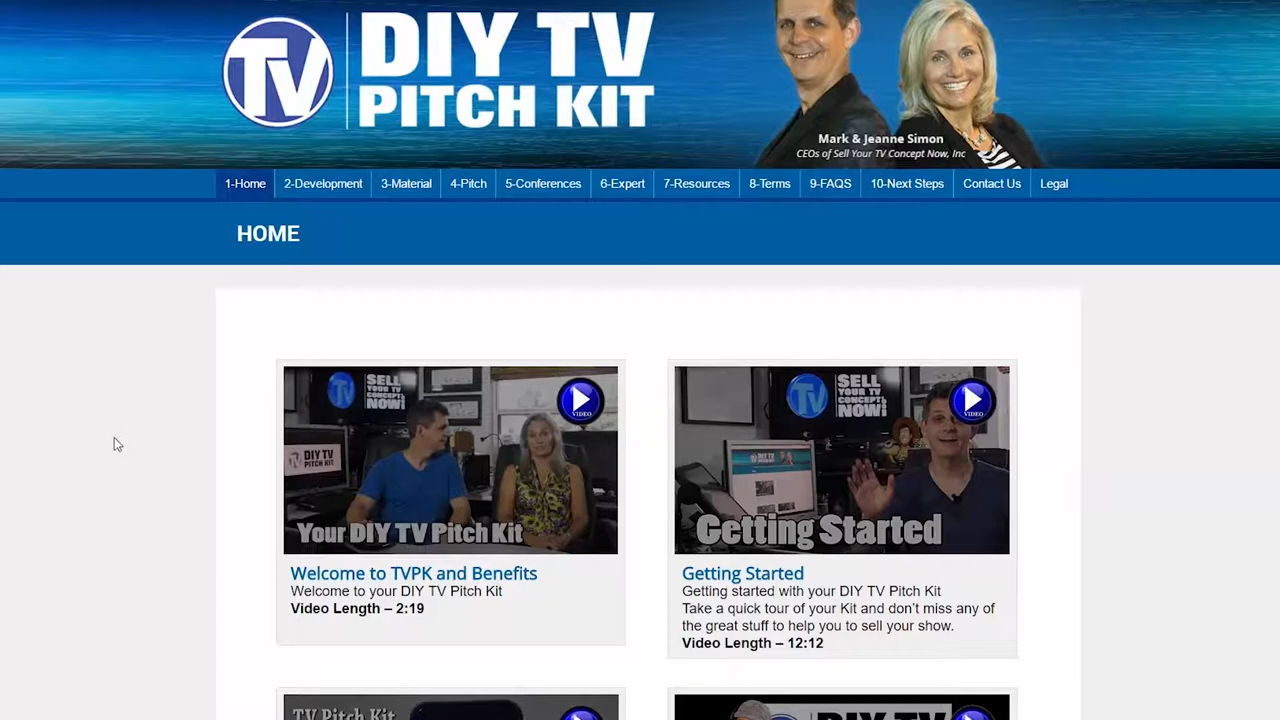 TV
DIY TV
PITCH KIT
Mark & Jeanne Simon
CEOs of Sell Your TV Concept Now, Inc
1-Home 2-Development 3-Material 4-Pitch 5-Conferences 6-Expert 7-Resources 8-Terms 9-FAQS 10-Next Steps Contact Us Legal
HOME
TV
SELL
YOUR TV
CONCEPT
NOW!
VIDEO
DIY TV
PITCH KIT
Your DIY TV Pitch Kit
Welcome to TVPK and Benefits
Welcome to your DIY TV Pitch Kit
Video Length – 2:19
TV
SELL
YOUR TV
CONCEPT
NOW!
VIDEO
Getting Started
Getting Started
Getting started with your DIY TV Pitch Kit
Take a quick tour of your Kit and don't miss any of
the great stuff to help you to sell your show.
Video Length – 12:12
TV Pitch Kit
DIY TV